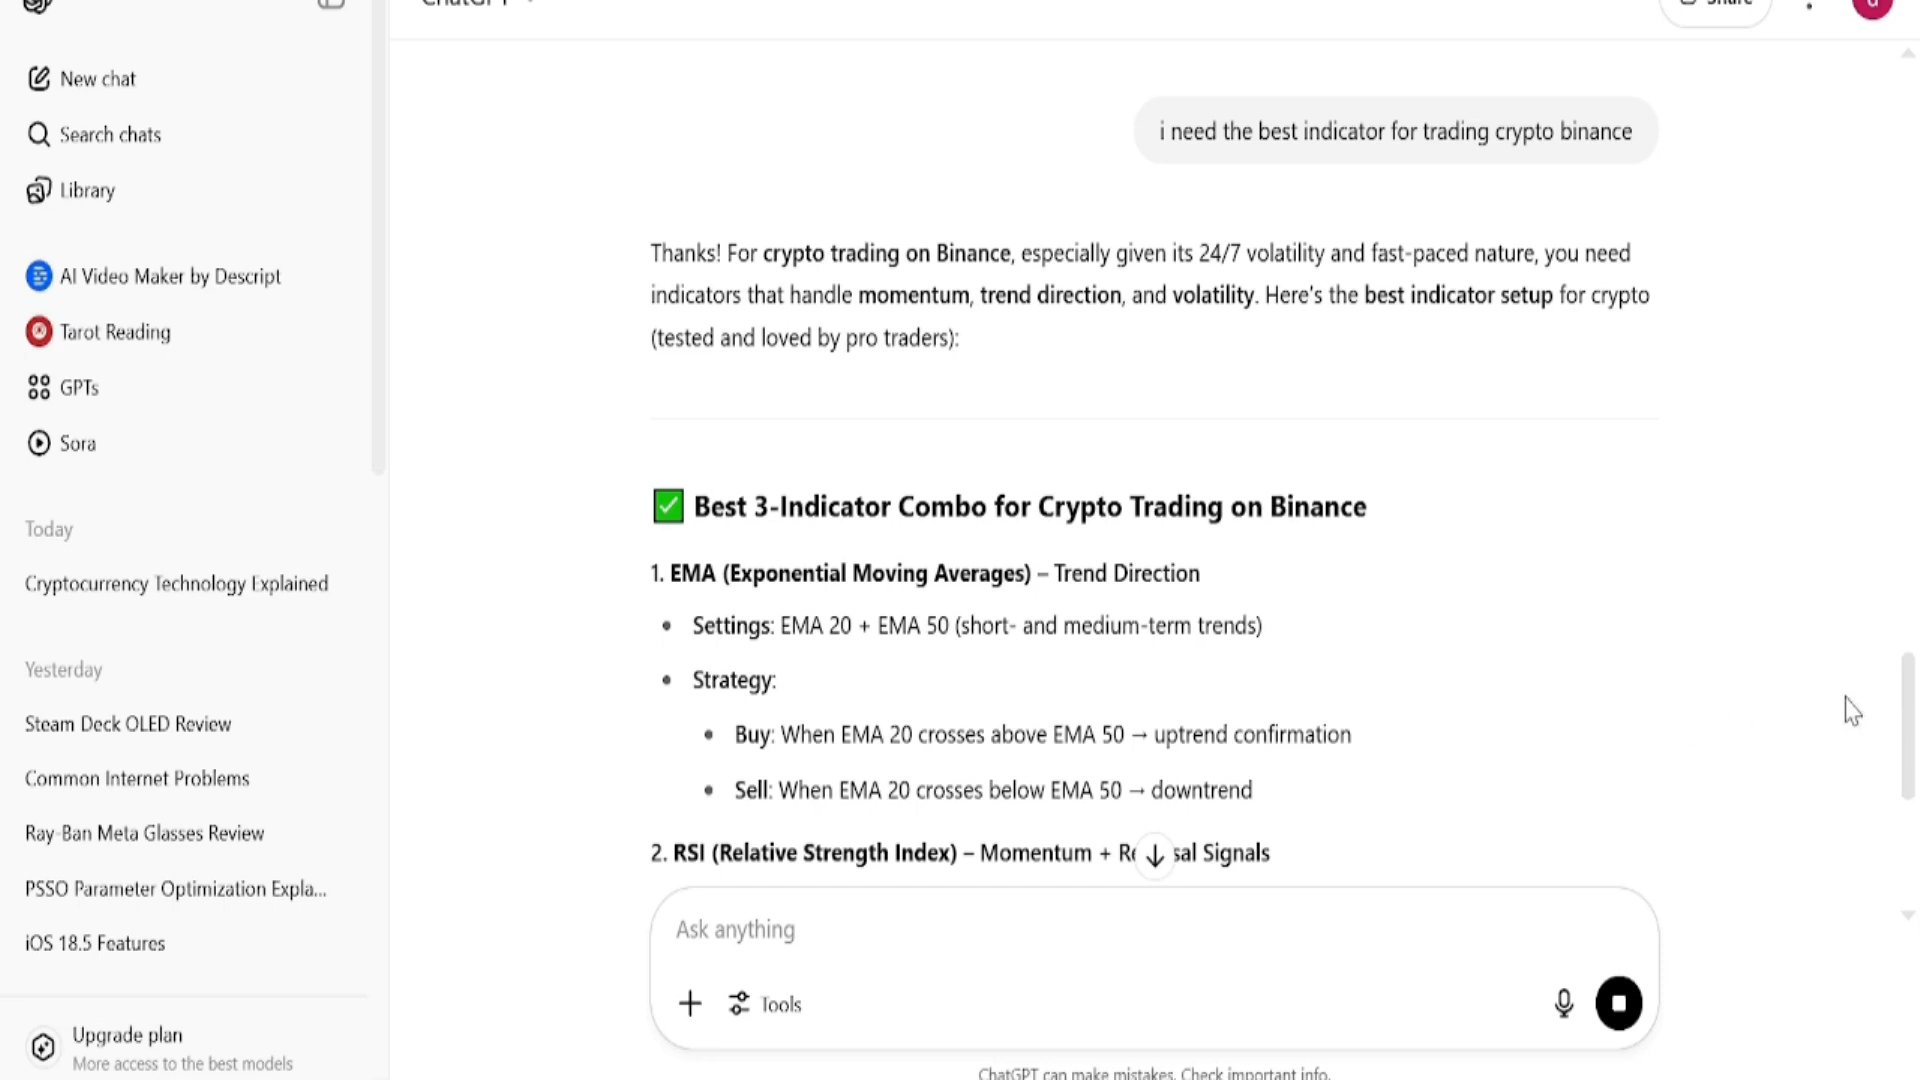 ChatGPT
Share
New chat
Search chats
Library
AI Video Maker by Descript
Tarot Reading
GPTs
Sora
Today
Cryptocurrency Technology Explained
Yesterday
Steam Deck OLED Review
Common Internet Problems
Ray-Ban Meta Glasses Review
PSSO Parameter Optimization Expla...
iOS 18.5 Features
Upgrade plan
More access to the best models
i need the best indicator for trading crypto binance
Thanks! For crypto trading on Binance, especially given its 24/7 volatility and fast-paced nature, you need
indicators that handle momentum, trend direction, and volatility. Here's the best indicator setup for crypto
(tested and loved by pro traders):
✅ Best 3-Indicator Combo for Crypto Trading on Binance
1. EMA (Exponential Moving Averages) – Trend Direction
• Settings: EMA 20 + EMA 50 (short- and medium-term trends)
• Strategy:
• Buy: When EMA 20 crosses above EMA 50 → uptrend confirmation
• Sell: When EMA 20 crosses below EMA 50 → downtrend
2. RSI (Relative Strength Index) – Momentum + Re sal Signals
Ask anything
Tools
ChatGPT can make mistakes. Check important info.